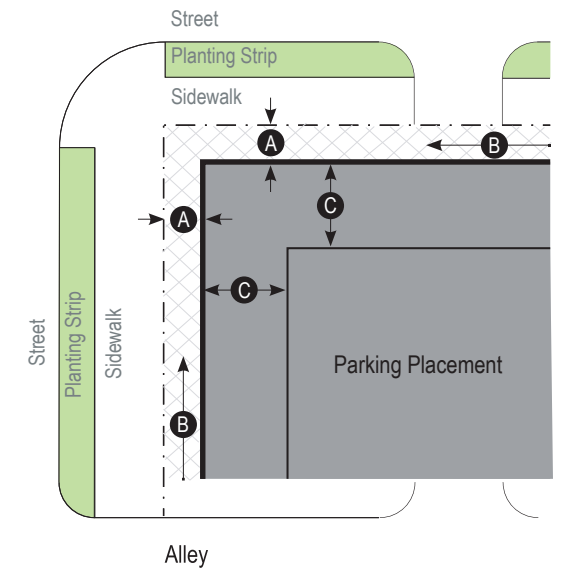 Street
Planting Strip
Sidewalk
A
B
C
A
C
Street
Planting Strip
Sidewalk
Parking Placement
B
Alley